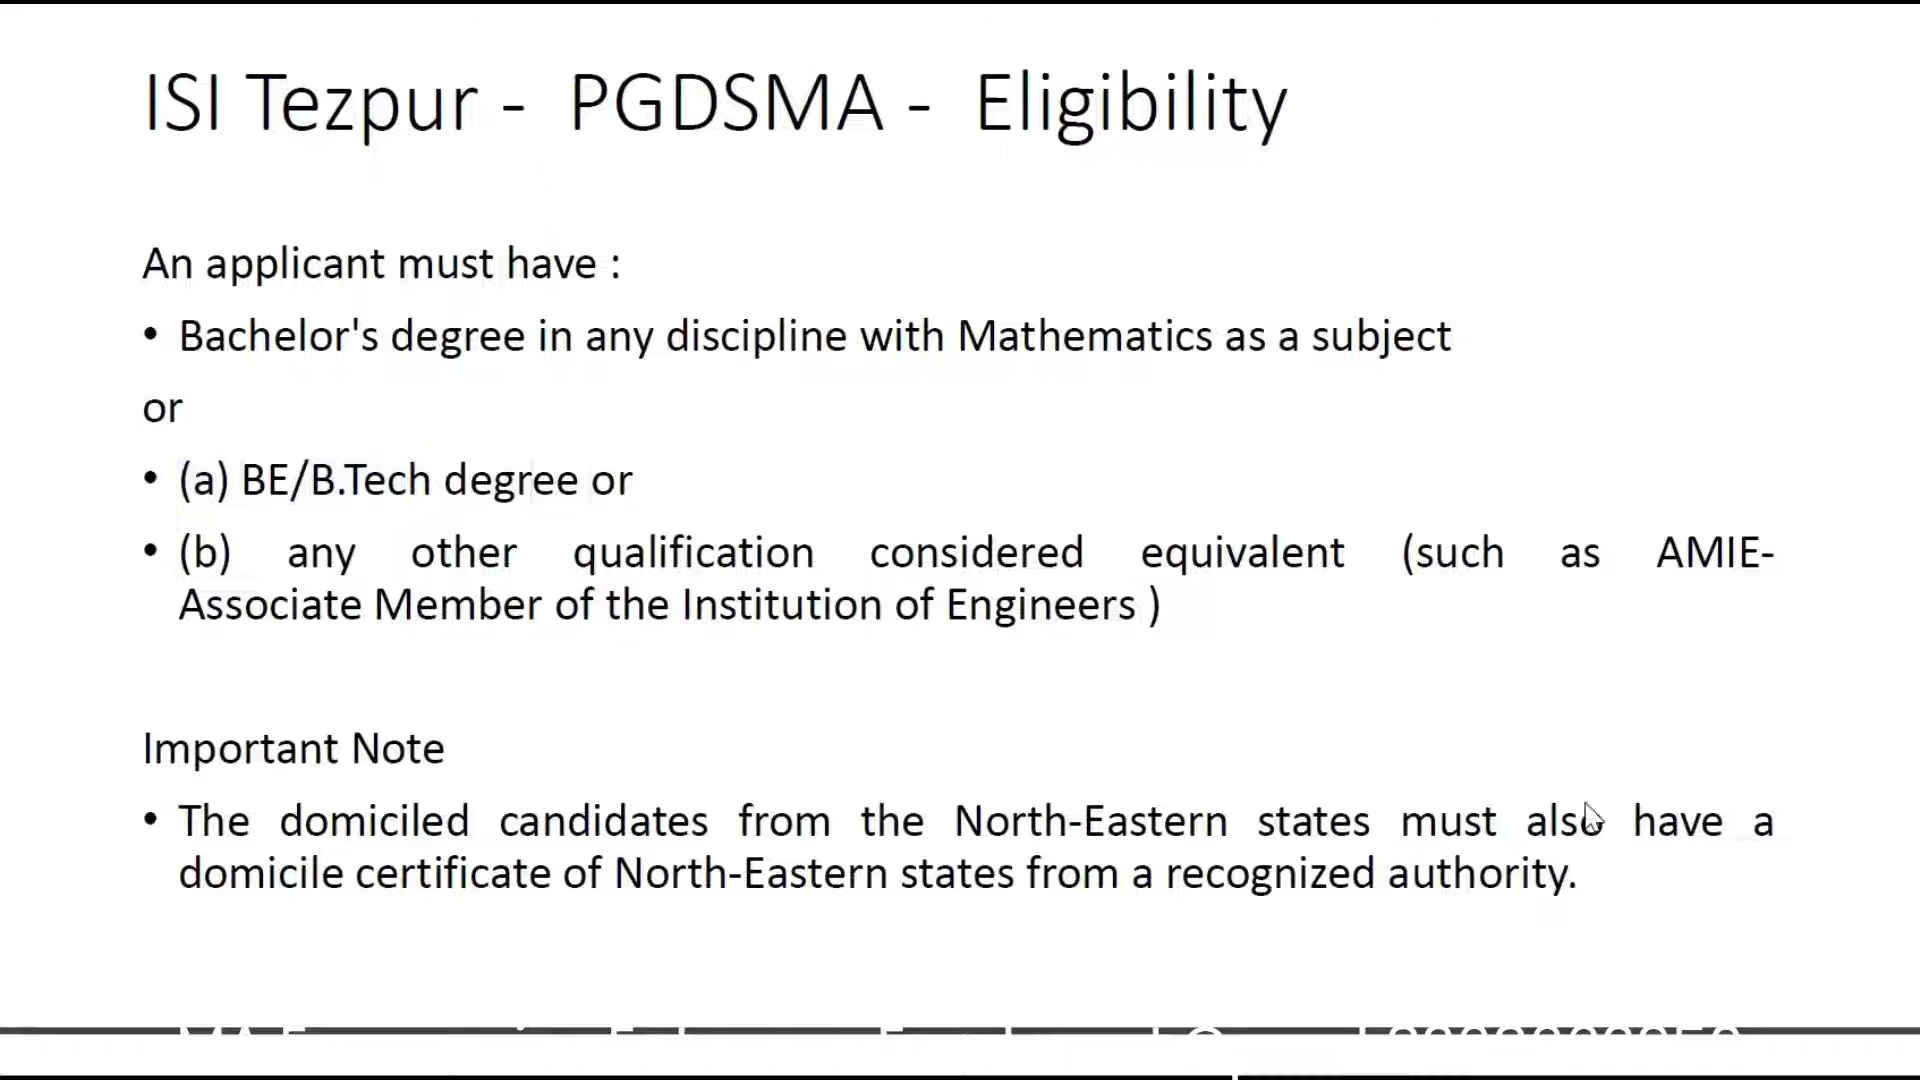 ISI Tezpur - PGDSMA - Eligibility
An applicant must have :
• Bachelor's degree in any discipline with Mathematics as a subject
or
• (a) BE/B.Tech degree or
• (b) any other qualification considered equivalent (such as AMIE-
Associate Member of the Institution of Engineers )
Important Note
• The domiciled candidates from the North-Eastern states must also have a
domicile certificate of North-Eastern states from a recognized authority.